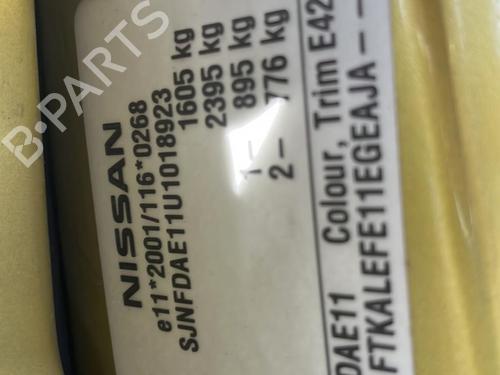 B-PARTS
NISSAN
e11*2001/116*0268
SJNFDAE11U1018923
1605 kg
2395 kg
1- 895 kg
2- 776 kg
DAE11 Colour, Trim E42
FTKALEFE11EGEAJA--